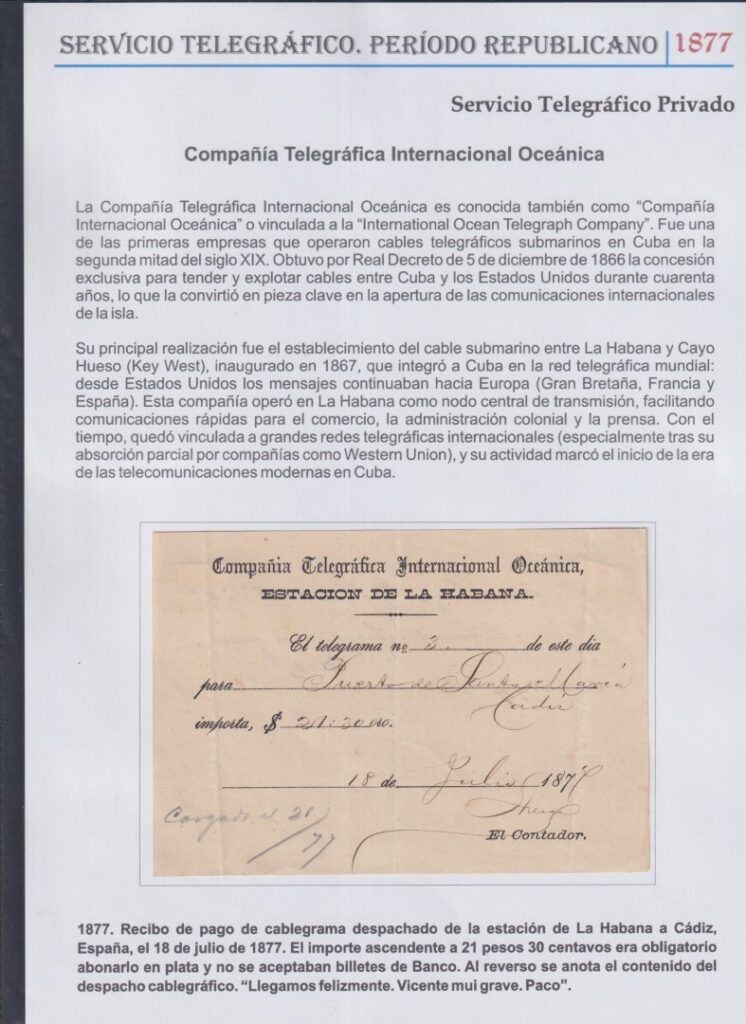 SERVICIO TELEGRÁFICO. PERÍODO REPUBLICANO 1877
Servicio Telegráfico Privado
Compañía Telegráfica Internacional Oceánica
La Compañía Telegráfica Internacional Oceánica es conocida también como “Compañía
Internacional Oceánica” o vinculada a la “International Ocean Telegraph Company”. Fue una
de las primeras empresas que operaron cables telegráficos submarinos en Cuba en la
segunda mitad del siglo XIX. Obtuvo por Real Decreto de 5 de diciembre de 1866 la concesión
exclusiva para tender y explotar cables entre Cuba y los Estados Unidos durante cuarenta
años, lo que la convirtió en pieza clave en la apertura de las comunicaciones internacionales
de la isla.
Su principal realización fue el establecimiento del cable submarino entre La Habana y Cayo
Hueso (Key West), inaugurado en 1867, que integró a Cuba en la red telegráfica mundial:
desde Estados Unidos los mensajes continuaban hacia Europa (Gran Bretaña, Francia y
España). Esta compañía operó en La Habana como nodo central de transmisión, facilitando
comunicaciones rápidas para el comercio, la administración colonial y la prensa. Con el
tiempo, quedó vinculada a grandes redes telegráficas internacionales (especialmente tras su
absorción parcial por compañías como Western Union), y su actividad marcó el inicio de la era
de las telecomunicaciones modernas en Cuba.
Compañia Telegráfica Internacional Oceánica,
ESTACION DE LA HABANA.
El telegrama nº 3 de este dia
para Puerto de Santa Maria
Cadiz
importa, $ 21:30 oro.
18 de Julio 1877
El Contador.
Cargado el 21
/77
1877. Recibo de pago de cablegrama despachado de la estación de La Habana a Cádiz,
España, el 18 de julio de 1877. El importe ascendente a 21 pesos 30 centavos era obligatorio
abonarlo en plata y no se aceptaban billetes de Banco. Al reverso se anota el contenido del
despacho cablegráfico. “Llegamos felizmente. Vicente mui grave. Paco”.